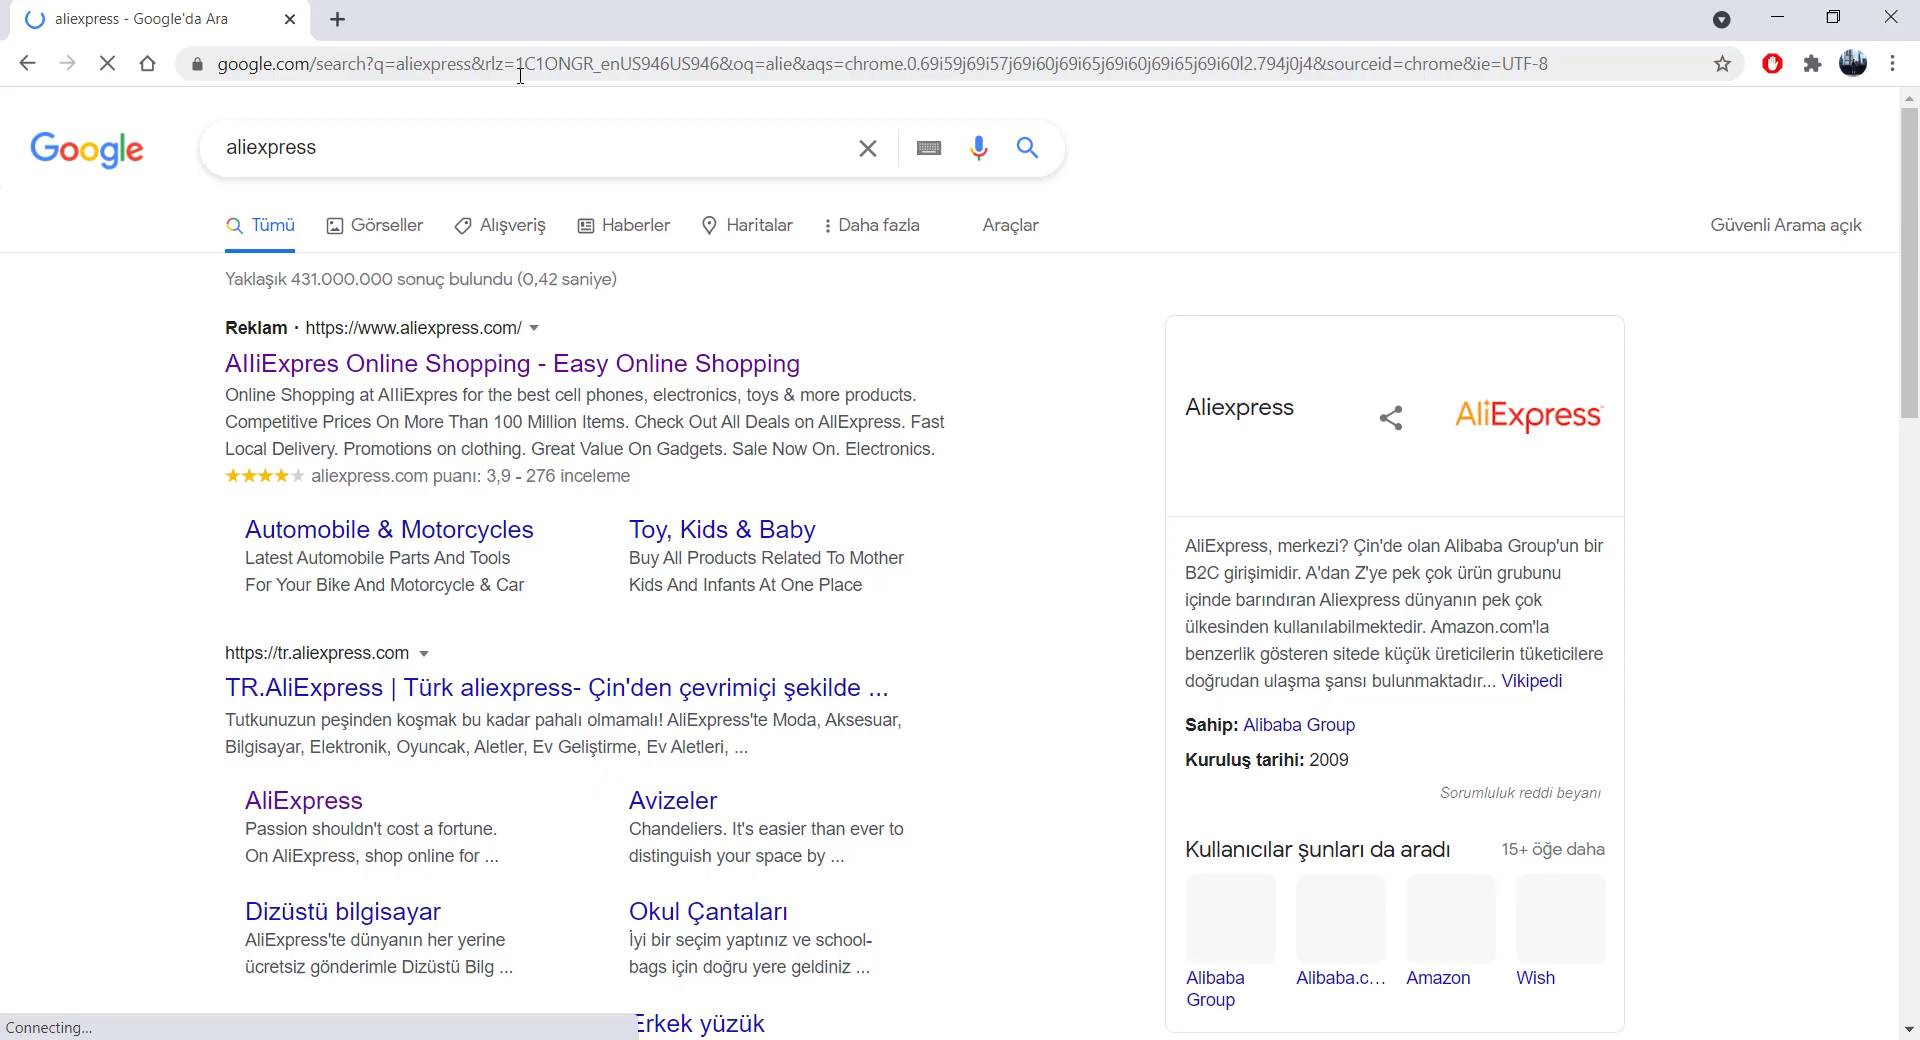 aliexpress - Google'da Ara
google.com/search?q=aliexpress&rlz=1C1ONGR_enUS946US946&oq=alie&aqs=chrome.0.69i59j69i57j69i60j69i65j69i60j69i65j69i60l2.794j0j4&sourceid=chrome&ie=UTF-8
Google
aliexpress
Tümü
Görseller
Alışveriş
Haberler
Haritalar
Daha fazla
Araçlar
Güvenli Arama açık
Yaklaşık 431.000.000 sonuç bulundu (0,42 saniye)
Reklam · https://www.aliexpress.com/
AlliExpres Online Shopping - Easy Online Shopping
Online Shopping at AlliExpres for the best cell phones, electronics, toys & more products.
Competitive Prices On More Than 100 Million Items. Check Out All Deals on AllExpress. Fast
Local Delivery. Promotions on clothing. Great Value On Gadgets. Sale Now On. Electronics.
aliexpress.com puanı: 3,9 - 276 inceleme
Automobile & Motorcycles
Latest Automobile Parts And Tools
For Your Bike And Motorcycle & Car
Toy, Kids & Baby
Buy All Products Related To Mother
Kids And Infants At One Place
https://tr.aliexpress.com
TR.AliExpress | Türk aliexpress- Çin'den çevrimiçi şekilde ...
Tutkunuzun peşinden koşmak bu kadar pahalı olmamalı! AliExpress'te Moda, Aksesuar,
Bilgisayar, Elektronik, Oyuncak, Aletler, Ev Geliştirme, Ev Aletleri, ...
AliExpress
Passion shouldn't cost a fortune.
On AliExpress, shop online for ...
Avizeler
Chandeliers. It's easier than ever to
distinguish your space by ...
Dizüstü bilgisayar
AliExpress'te dünyanın her yerine
ücretsiz gönderimle Dizüstü Bilg ...
Okul Çantaları
İyi bir seçim yaptınız ve school-
bags için doğru yere geldiniz ...
Erkek yüzük
Aliexpress
AliExpress
AliExpress, merkezi? Çin'de olan Alibaba Group'un bir
B2C girişimidir. A'dan Z'ye pek çok ürün grubunu
içinde barındıran Aliexpress dünyanın pek çok
ülkesinden kullanılabilmektedir. Amazon.com'la
benzerlik gösteren sitede küçük üreticilerin tüketicilere
doğrudan ulaşma şansı bulunmaktadır... Vikipedi
Sahip: Alibaba Group
Kuruluş tarihi: 2009
Sorumluluk reddi beyanı
Kullanıcılar şunları da aradı
15+ öğe daha
Alibaba
Group
Alibaba.c...
Amazon
Wish
Connecting...